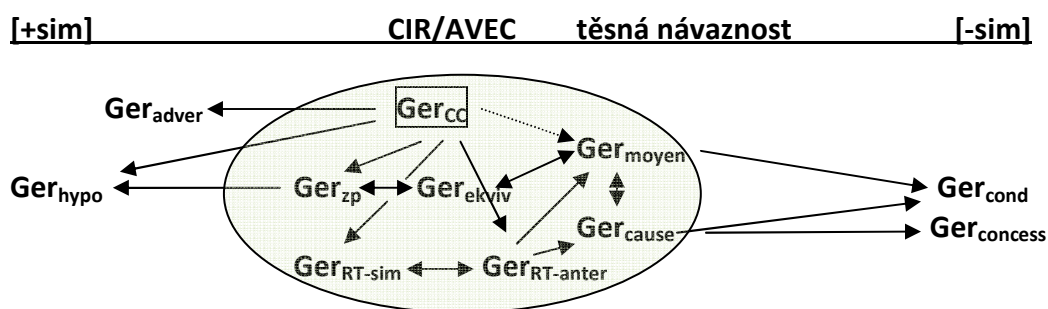 [+sim] CIR/AVEC těsná návaznost [-sim]
Ger_adver Ger_CC
Ger_moyen
Ger_hypo Ger_zp Ger_ekviv Ger_cond
Ger_cause Ger_concess
Ger_RT-sim Ger_RT-anter